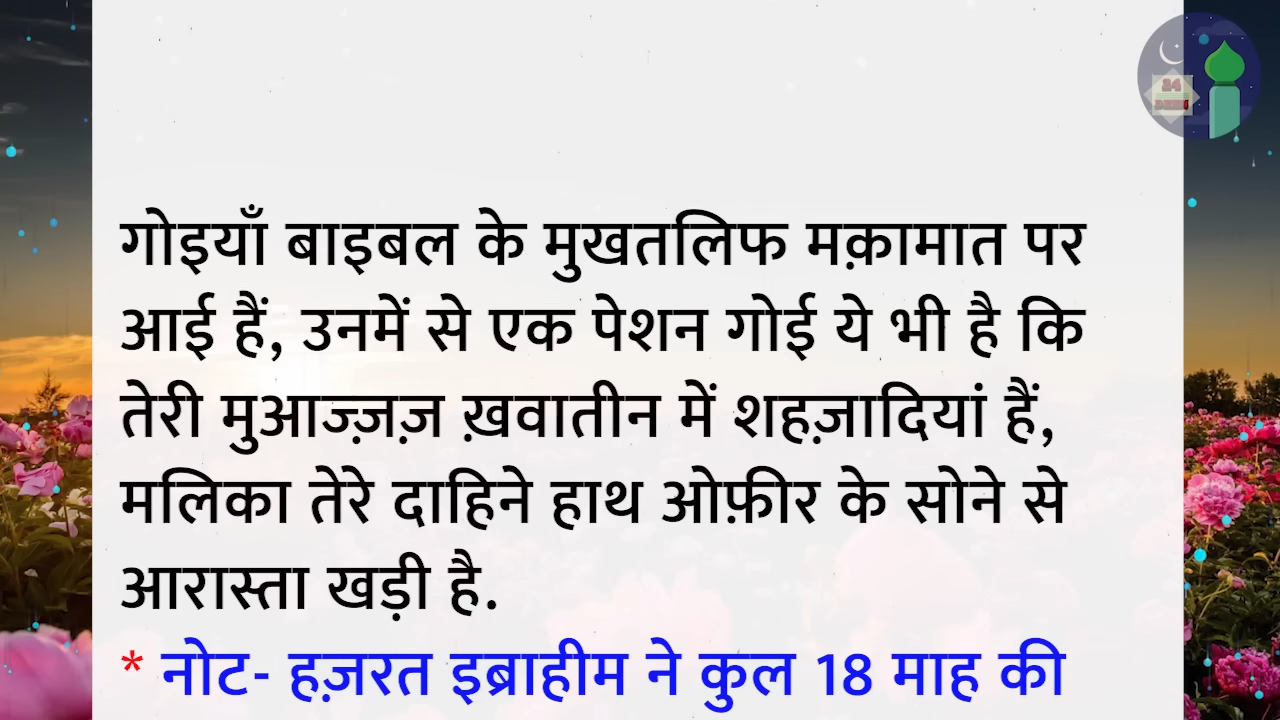 24
गोइयाँ बाइबल के मुखतलिफ मक़ामात पर
आई हैं, उनमें से एक पेशन गोई ये भी है कि
तेरी मुआज्ज़ज़ ख़वातीन में शहज़ादियां हैं,
मलिका तेरे दाहिने हाथ ओफ़ीर के सोने से
आरास्ता खड़ी है.
* नोट- हज़रत इब्राहीम ने कुल 18 माह की